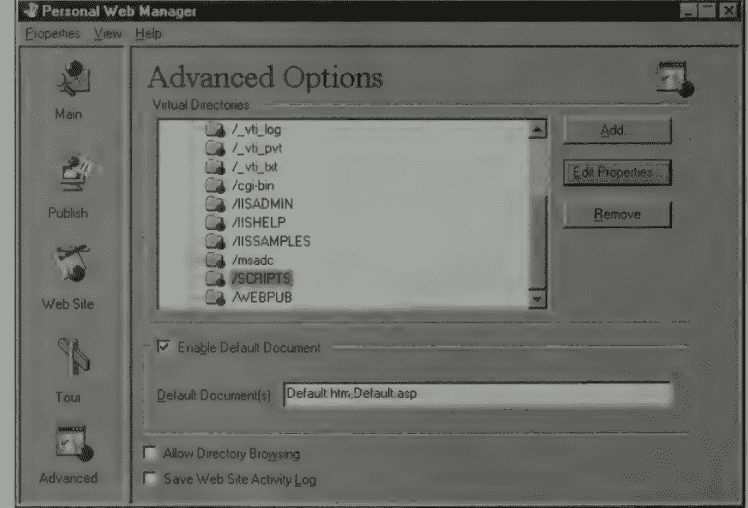 Personal Web Manager
Properties View Help
Main
Publish
Web Site
Tour
Advanced
Advanced Options
Virtual Directories
/_vti_log
/_vti_pvt
/_vti_txt
/cgi-bin
/IISADMIN
/IISHELP
/IISSAMPLES
/msadc
/SCRIPTS
/WEBPUB
Add...
Edit Properties...
Remove
Enable Default Document
Default Document(s) Default.htm,Default.asp
Allow Directory Browsing
Save Web Site Activity Log